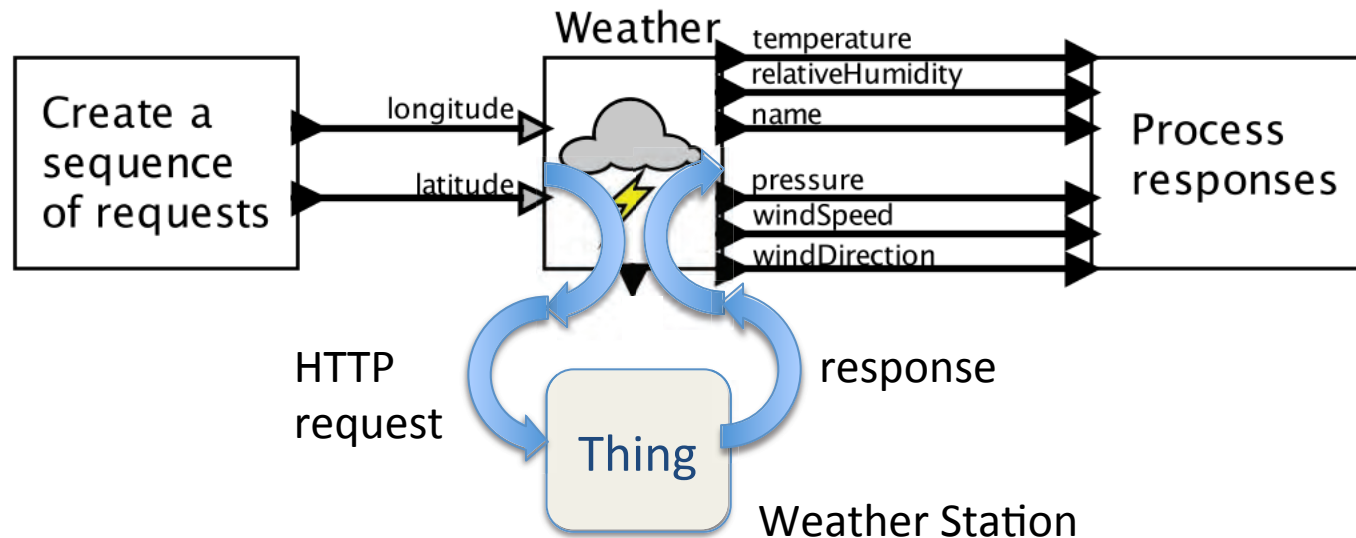 Weather
Create a
sequence
of requests
longitude
latitude
temperature
relativeHumidity
name
pressure
windSpeed
windDirection
Process
responses
HTTP
request
response
Thing
Weather Station